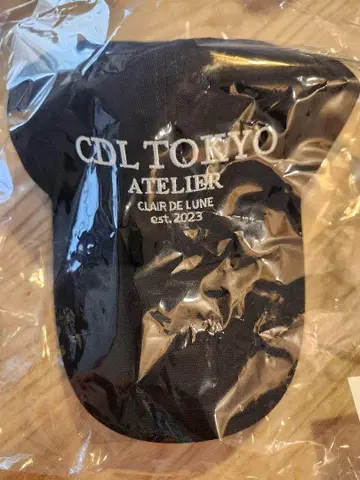 CDL TOKYO
ATELIER
CLAIR DE LUNE
est. 2023